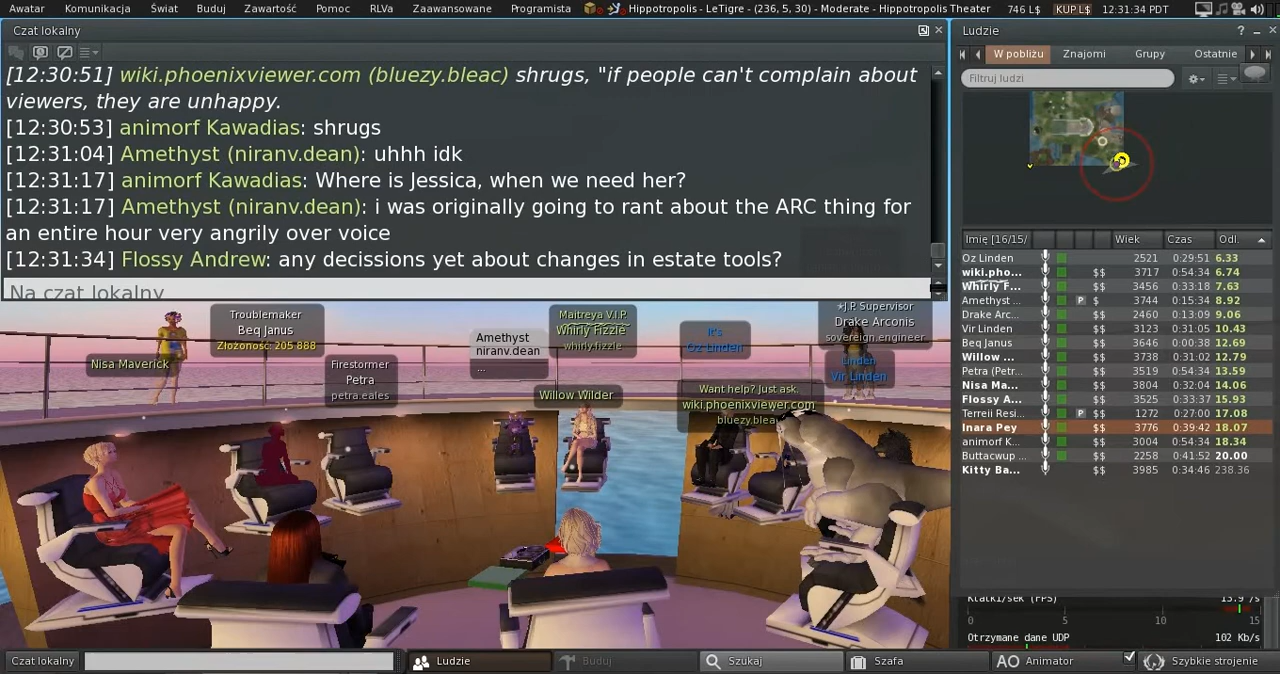 Awatar Komunikacja Świat Buduj Zawartość Pomoc RLVa Zaawansowane Programista Hippotropolis - LeTigre - (236, 5, 30) - Moderate - Hippotropolis Theater 746 L$ KUP L$ 12:31:34 PDT
Czat lokalny
[12:30:51] wiki.phoenixviewer.com (bluezy.bleac) shrugs, "if people can't complain about
viewers, they are unhappy.
[12:30:53] animorf Kawadias: shrugs
[12:31:04] Amethyst (niranv.dean): uhhh idk
[12:31:17] animorf Kawadias: Where is Jessica, when we need her?
[12:31:17] Amethyst (niranv.dean): i was originally going to rant about the ARC thing for
an entire hour very angrily over voice
[12:31:34] Flossy Andrew: any decissions yet about changes in estate tools?
Na czat lokalny
Nisa Maverick
Troublemaker
Beq Janus
Złożoność: 205 888
Firestormer
Petra
petra.eales
Amethyst
niranv.dean
...
Maitreya V.I.P.
Whirly Fizzle
whirly.fizzle
Willow Wilder
It's
Oz Linden
Want help? Just ask.
wiki.phoenixviewer.com
bluezy.bleac
J.P. Supervisor
Drake Arconis
sovereign.engineer
Linden
Vir Linden
Ludzie
W pobliżu Znajomi Grupy Ostatnie
Filtruj ludzi
Imię [16/15/ Wiek Czas Odl.
Oz Linden 2521 0:29:51 6.33
wiki.pho... $$ 3717 0:54:34 6.74
Whirly F... $$ 3456 0:33:18 7.63
Amethyst ... P $ 3744 0:15:34 8.92
Drake Arc... $$ 2460 0:13:09 9.06
Vir Linden $$ 3123 0:31:05 10.43
Beq Janus $$ 3646 0:00:38 12.69
Willow ... $$ 3738 0:31:02 12.79
Petra (Petr... $$ 3519 0:54:34 13.59
Nisa Ma... $$ 3804 0:32:04 14.06
Flossy A... $$ 3525 0:33:37 15.93
Terreii Resi... P $$ 1272 0:27:00 17.08
Inara Pey $$ 3776 0:39:42 18.07
animorf K... $$ 3004 0:54:34 18.34
Buttacwup ... $$ 2258 0:41:52 20.00
Kitty Ba... $$ 3985 0:34:46 238.36
Klatki/sek (FPS) 13.9 /s
0 5 10 15
Otrzymane dane UDP 102 Kb/s
Czat lokalny Ludzie Buduj Szukaj Szafa AO Animator Szybkie strojenie